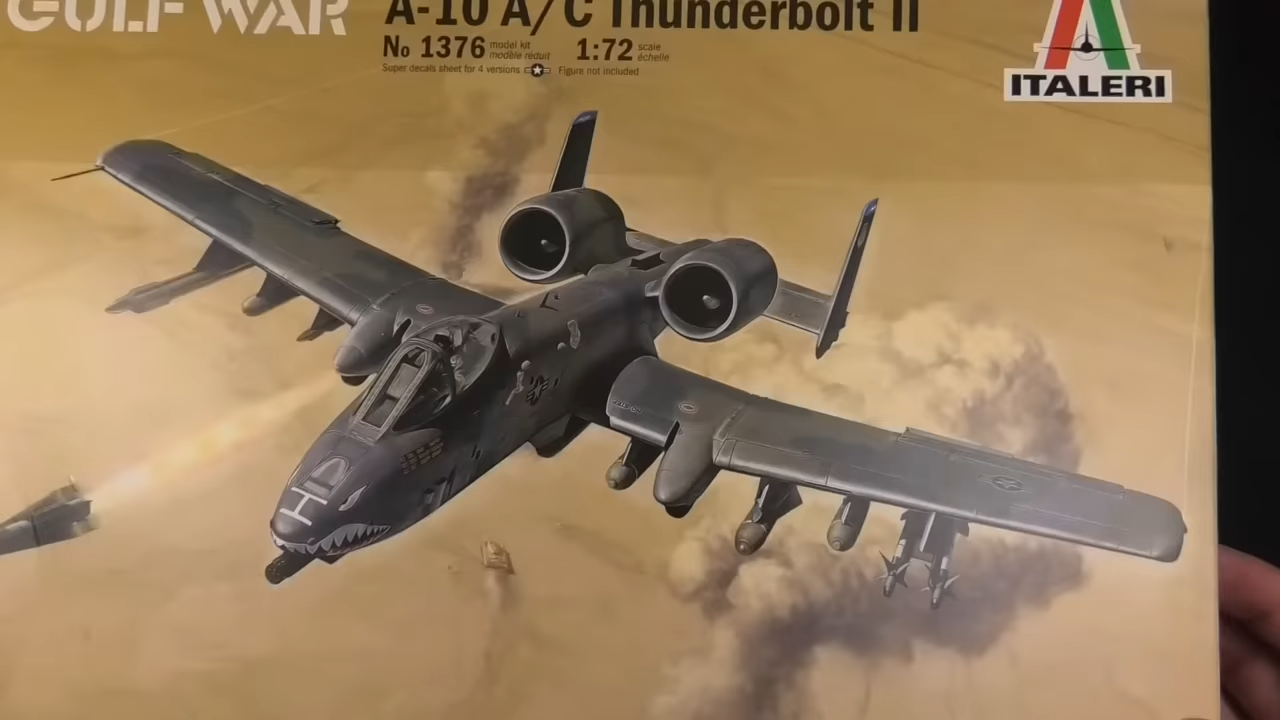 GULF WAR
A-10 A/C Thunderbolt II
No 1376 model kit modèle réduit 1:72 scale échelle
Super decals sheet for 4 versions Figure not included
ITALERI
H